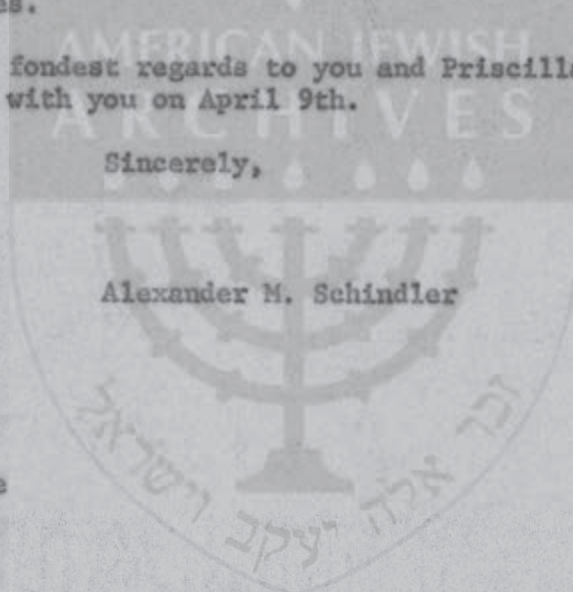 es.
AMERICAN JEWISH
fondest regards to you and Priscilla
with you on April 9th.
ARCHIVES
Sincerely,
Alexander M. Schindler
e
זכר אלה יעקב וישראל